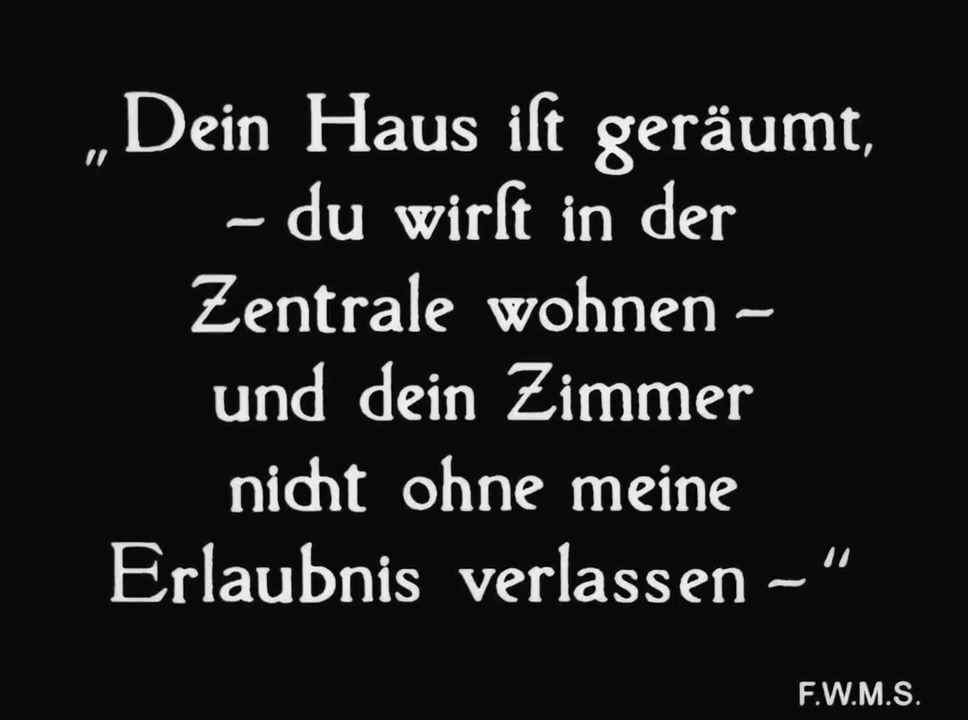 „Dein Haus iſt geräumt,
– du wirſt in der
Zentrale wohnen –
und dein Zimmer
nicht ohne meine
Erlaubnis verlassen – “
F.W.M.S.